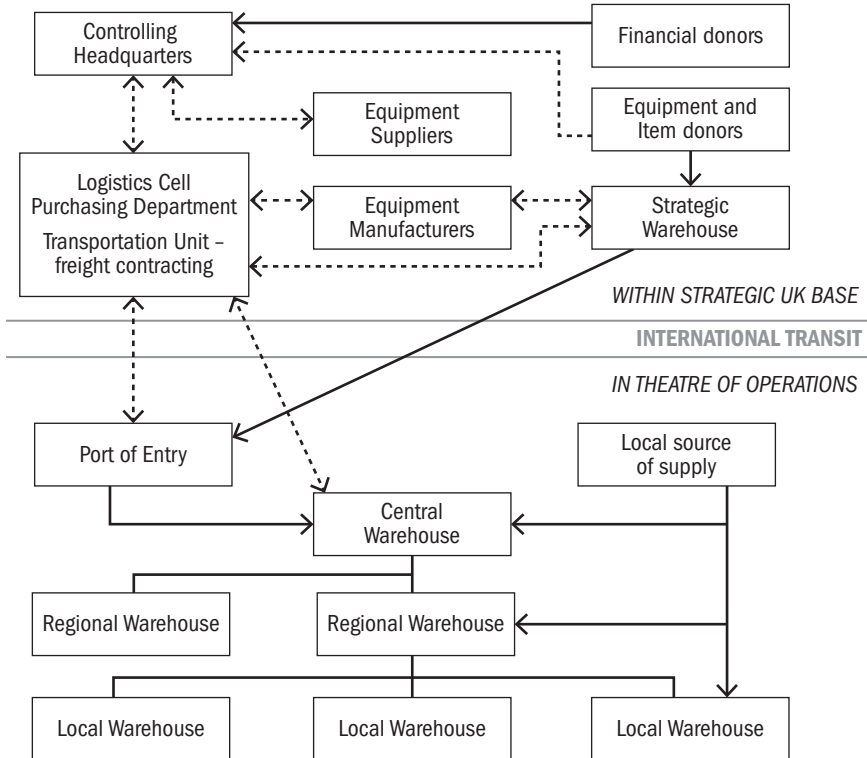 Controlling
Headquarters
Financial donors
Equipment
Suppliers
Equipment and
Item donors
Logistics Cell
Purchasing Department
Transportation Unit –
freight contracting
Equipment
Manufacturers
Strategic
Warehouse
WITHIN STRATEGIC UK BASE
INTERNATIONAL TRANSIT
IN THEATRE OF OPERATIONS
Port of Entry
Local source
of supply
Central
Warehouse
Regional Warehouse
Regional Warehouse
Local Warehouse
Local Warehouse
Local Warehouse